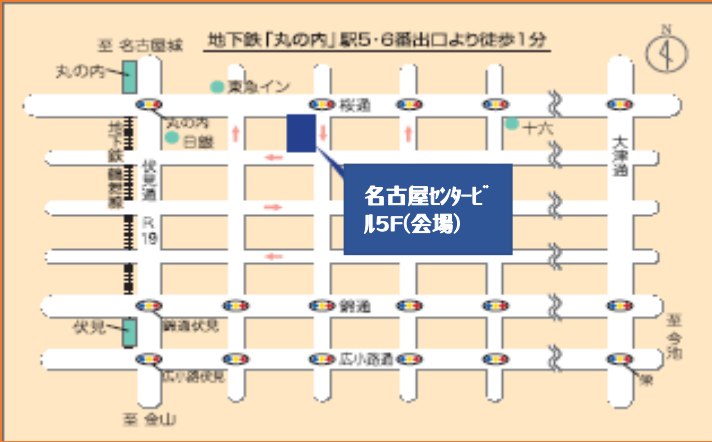 地下鉄「丸の内」駅5・6番出口より徒歩1分
至 名古屋城
N
丸の内
東急イン
桜通
丸の内
日銀
十六
地下鉄 鶴舞線
伏見通
R
19
大津通
名古屋センタービ
ル5F(会場)
錦通
錦通伏見
伏見
広小路通
広小路伏見
栄
至 今池
至 金山